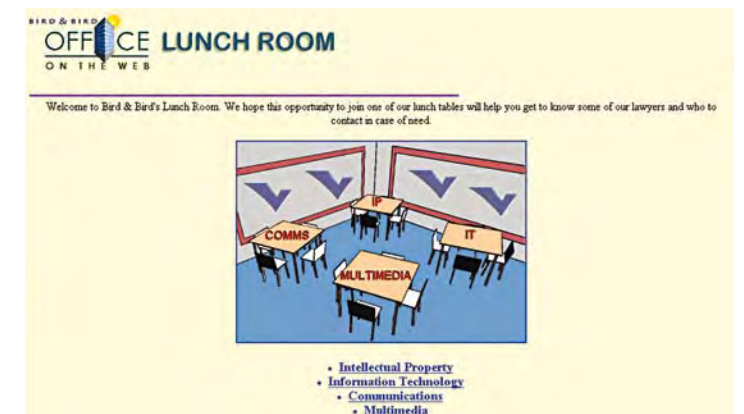 BIRD & BIRD
OFFICE LUNCH ROOM
ON THE WEB
Welcome to Bird & Bird's Lunch Room. We hope this opportunity to join one of our lunch tables will help you get to know some of our lawyers and who to
contact in case of need.
IP
COMMS
IT
MULTIMEDIA
• Intellectual Property
• Information Technology
• Communications
• Multimedia